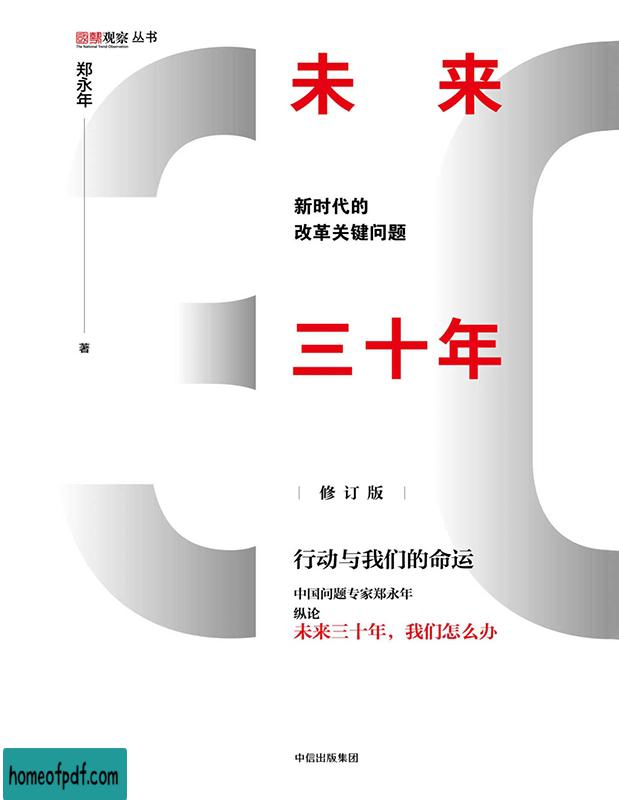 國勢观察 丛书
The National Trend Observation
郑永年
著
未来
新时代的
改革关键问题
三十年
修订版
行动与我们的命运
中国问题专家郑永年
纵论
未来三十年，我们怎么办
中信出版集团
homeofpdf.com